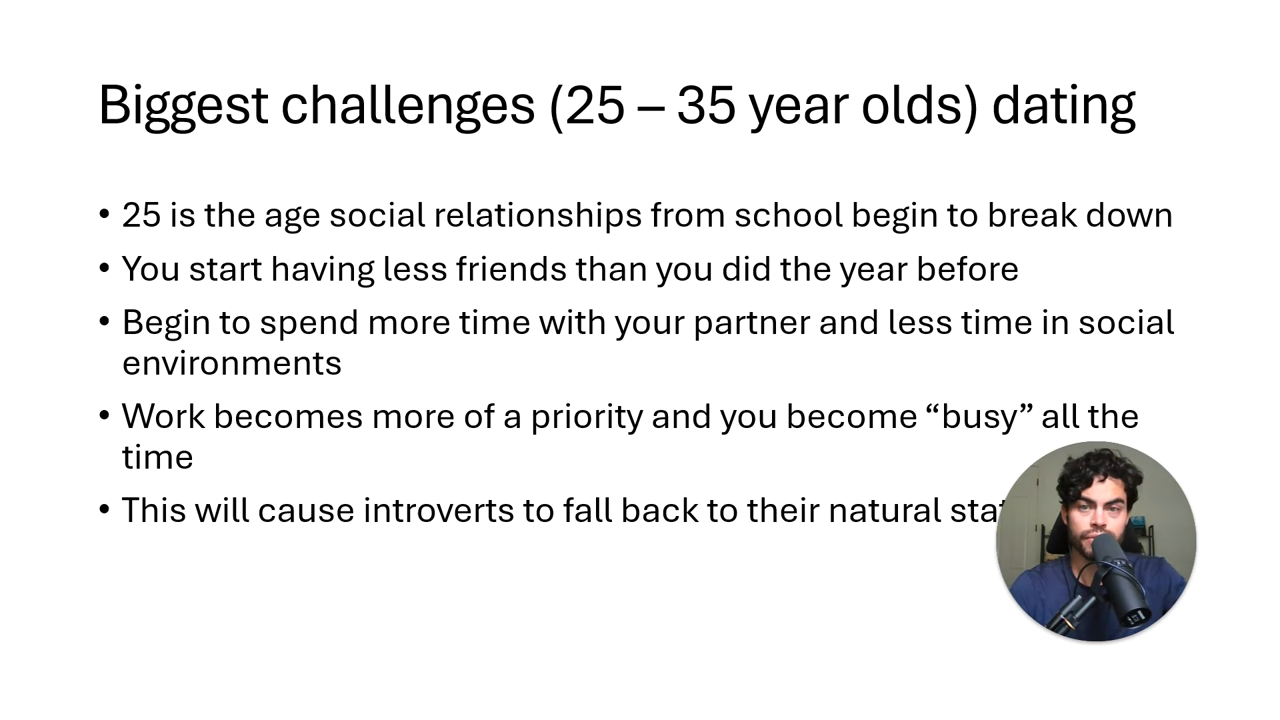 Biggest challenges (25 – 35 year olds) dating
• 25 is the age social relationships from school begin to break down
• You start having less friends than you did the year before
• Begin to spend more time with your partner and less time in social
environments
• Work becomes more of a priority and you become “busy” all the
time
• This will cause introverts to fall back to their natural